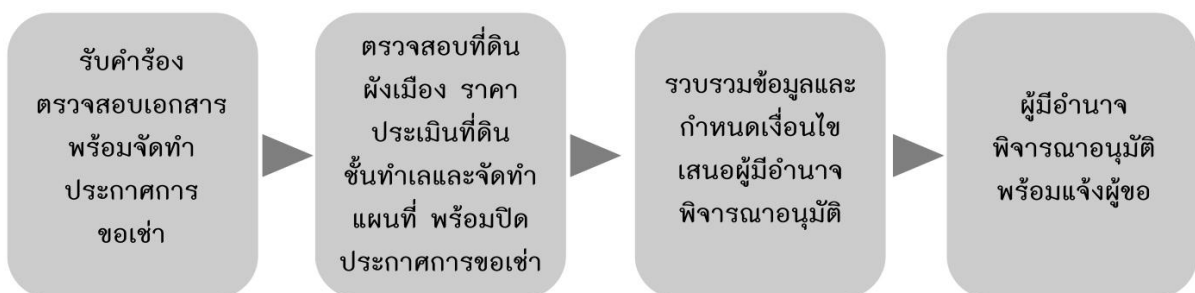 รับคำร้อง
ตรวจสอบเอกสาร
พร้อมจัดทำ
ประกาศการ
ขอเช่า
ตรวจสอบที่ดิน
ผังเมือง ราคา
ประเมินที่ดิน
ชั้นทำเลและจัดทำ
แผนที่ พร้อมปิด
ประกาศการขอเช่า
รวบรวมข้อมูลและ
กำหนดเงื่อนไข
เสนอผู้มีอำนาจ
พิจารณาอนุมัติ
ผู้มีอำนาจ
พิจารณาอนุมัติ
พร้อมแจ้งผู้ขอ